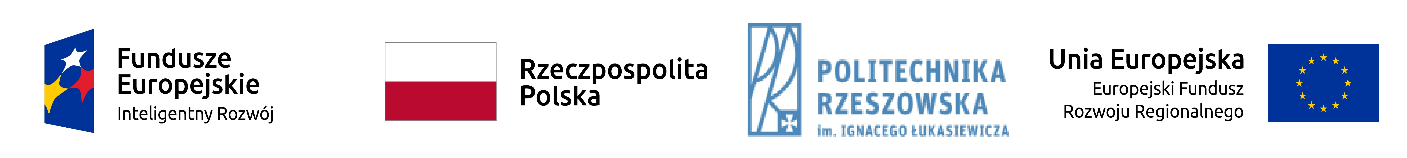 Fundusze
Europejskie
Inteligentny Rozwój
Rzeczpospolita
Polska
POLITECHNIKA
RZESZOWSKA
im. IGNACEGO ŁUKASIEWICZA
Unia Europejska
Europejski Fundusz
Rozwoju Regionalnego